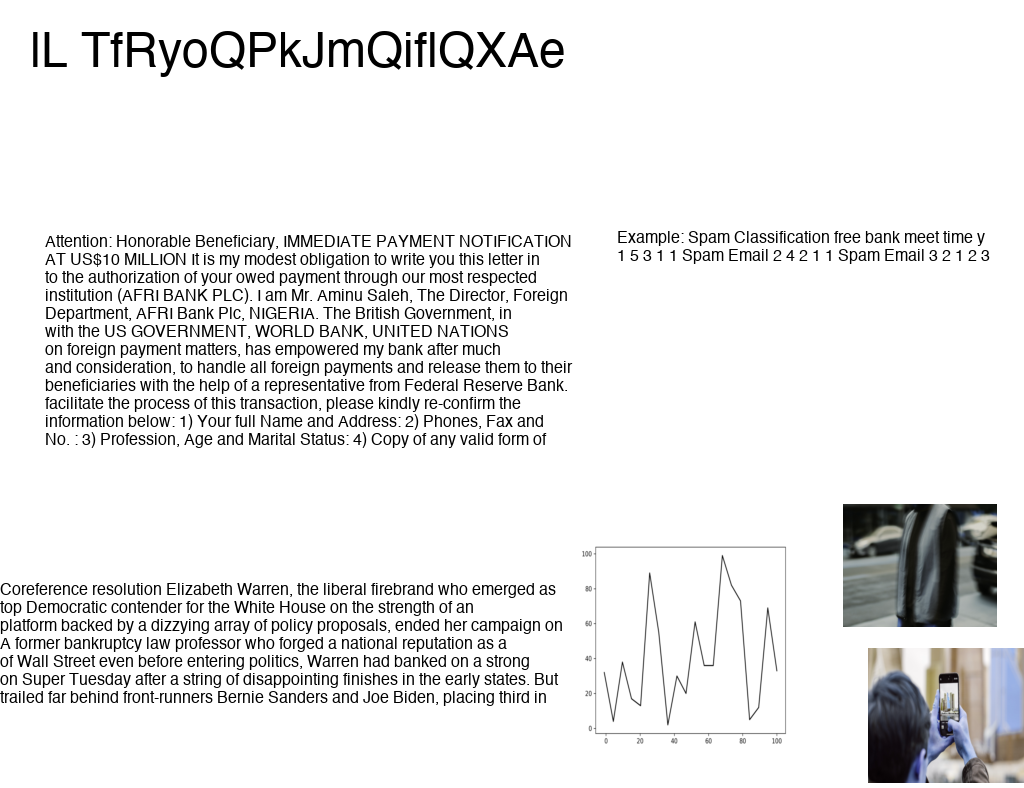 lL TfRyoQPkJmQiflQXAe
Attention: Honorable Beneficiary, IMMEDIATE PAYMENT NOTIFICATION
AT US$10 MILLION It is my modest obligation to write you this letter in
to the authorization of your owed payment through our most respected
institution (AFRI BANK PLC). I am Mr. Aminu Saleh, The Director, Foreign
Department, AFRI Bank Plc, NIGERIA. The British Government, in
with the US GOVERNMENT, WORLD BANK, UNITED NATIONS
on foreign payment matters, has empowered my bank after much
and consideration, to handle all foreign payments and release them to their
beneficiaries with the help of a representative from Federal Reserve Bank.
facilitate the process of this transaction, please kindly re-confirm the
information below: 1) Your full Name and Address: 2) Phones, Fax and
No. : 3) Profession, Age and Marital Status: 4) Copy of any valid form of
Example: Spam Classification free bank meet time y
1 5 3 1 1 Spam Email 2 4 2 1 1 Spam Email 3 2 1 2 3
Coreference resolution Elizabeth Warren, the liberal firebrand who emerged as
top Democratic contender for the White House on the strength of an
platform backed by a dizzying array of policy proposals, ended her campaign on
A former bankruptcy law professor who forged a national reputation as a
of Wall Street even before entering politics, Warren had banked on a strong
on Super Tuesday after a string of disappointing finishes in the early states. But
trailed far behind front-runners Bernie Sanders and Joe Biden, placing third in
100
80
60
40
20
0
0 20 40 60 80 100